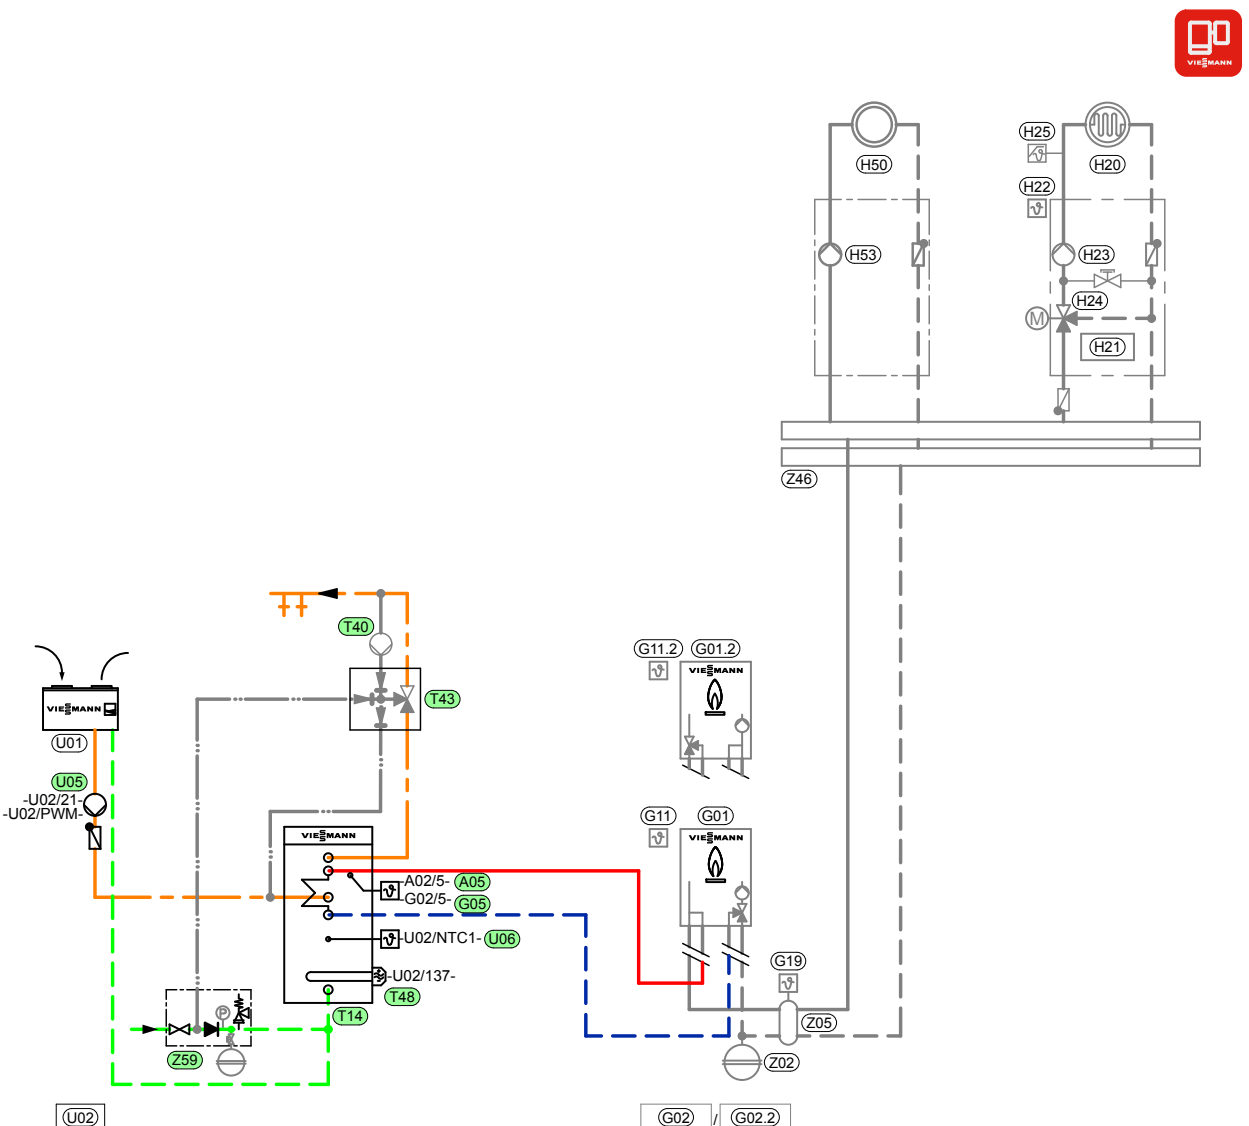 VIESMANN
H25
H50
H20
H22
H53
H23
H24
M
H21
Z46
T40
G11.2
G01.2
VIESMANN
T43
VIESMANN
U01
U05
-U02/21-
-U02/PWM-
G11
G01
VIESMANN
VIESMANN
-A02/5-
A05
-G02/5-
G05
-U02/NTC1-
U06
G19
-U02/137-
T48
P
T14
Z05
Z59
Z02
U02
G02 / G02.2